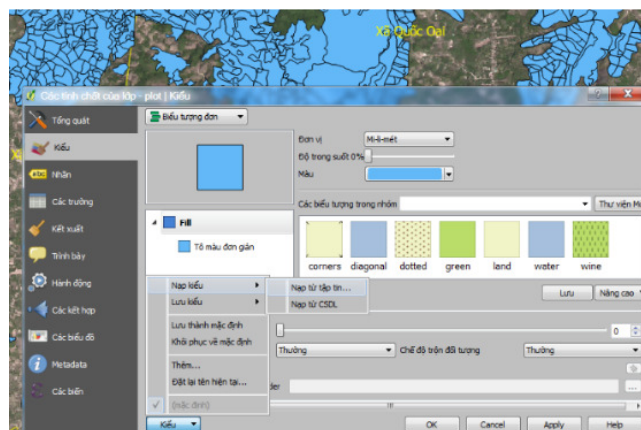 Xã Quốc Oai
Các tính chất của lớp - plot | Kiểu
Tổng quát
Kiểu
Nhãn
Các trường
Kết xuất
Trình bày
Hành động
Các kết hợp
Các biểu đồ
Metadata
Các biến
Biểu tượng đơn
Đơn vị
Mi-li-mét
Độ trong suốt 0%
Màu
Fill
Tô màu đơn giản
Các biểu tượng trong nhóm
Thư viện
corners diagonal dotted green land water wine
Lưu
Nâng cao
Nạp kiểu
Nạp từ tập tin...
Lưu kiểu
Nạp từ CSDL
Lưu thành mặc định
Khôi phục về mặc định
Thêm...
Đặt lại tên hiện tại...
(mặc định)
0
Thường
Chế độ trộn đối tượng
Thường
...
Kiểu
OK
Cancel
Apply
Help